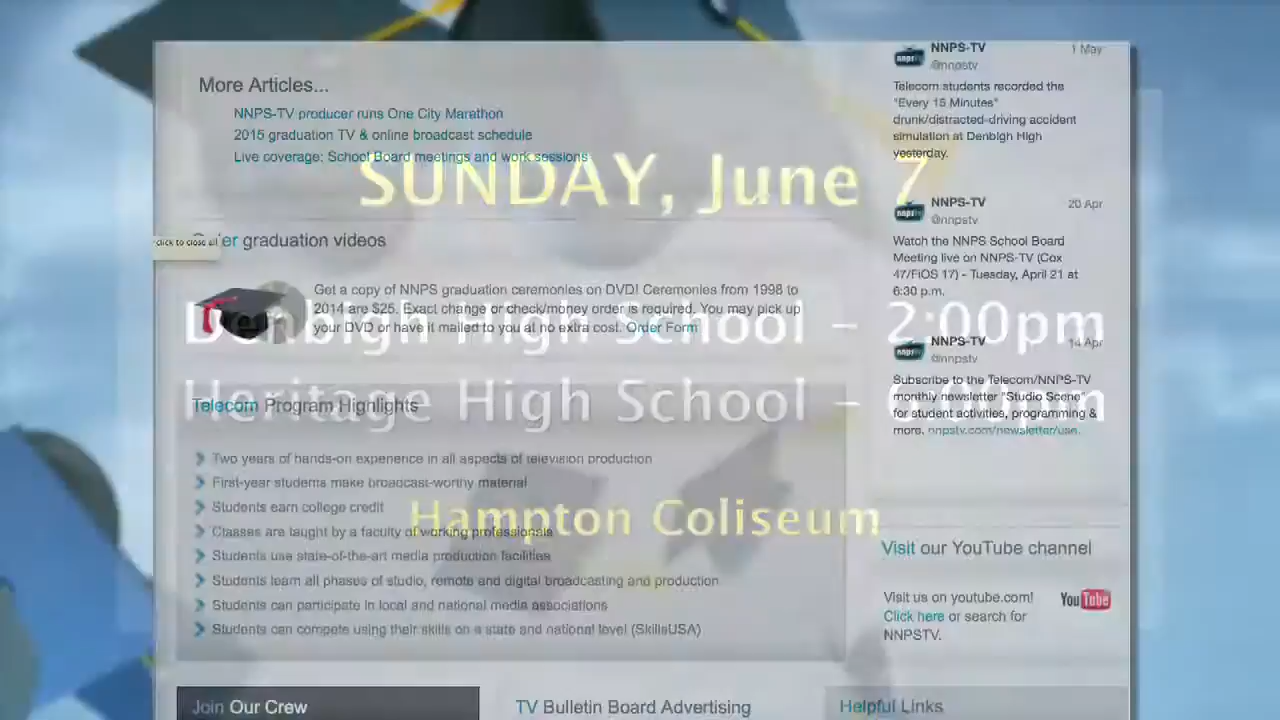 More Articles...
NNPS-TV producer runs One City Marathon
2015 graduation TV & online broadcast schedule
Live coverage: School Board meetings and work sessions
SUNDAY, June 7
click to close all
Order graduation videos
Get a copy of NNPS graduation ceremonies on DVD! Ceremonies from 1998 to
2014 are $25. Exact change or check/money order is required. You may pick up
your DVD or have it mailed to you at no extra cost. Order Form
Denbigh High School - 2:00pm
Heritage High School -
Hampton Coliseum
Telecom Program Highlights
Two years of hands-on experience in all aspects of television production
First-year students make broadcast-worthy material
Students earn college credit
Classes are taught by a faculty of working professionals
Students use state-of-the-art media production facilities
Students learn all phases of studio, remote and digital broadcasting and production
Students can participate in local and national media associations
Students can compete using their skills on a state and national level (SkillsUSA)
Join Our Crew
TV Bulletin Board Advertising
Helpful Links
NNPS-TV 1 May
@nnpstv
Telecom students recorded the
"Every 15 Minutes"
drunk/distracted-driving accident
simulation at Denbigh High
yesterday.
NNPS-TV 20 Apr
@nnpstv
Watch the NNPS School Board
Meeting live on NNPS-TV (Cox
47/FiOS 17) - Tuesday, April 21 at
6:30 p.m.
NNPS-TV 14 Apr
@nnpstv
Subscribe to the Telecom/NNPS-TV
monthly newsletter "Studio Scene"
for student activities, programming &
more. nnpstv.com/newsletter/use.
Visit our YouTube channel
Visit us on youtube.com!
Click here or search for
NNPSTV.
YouTube